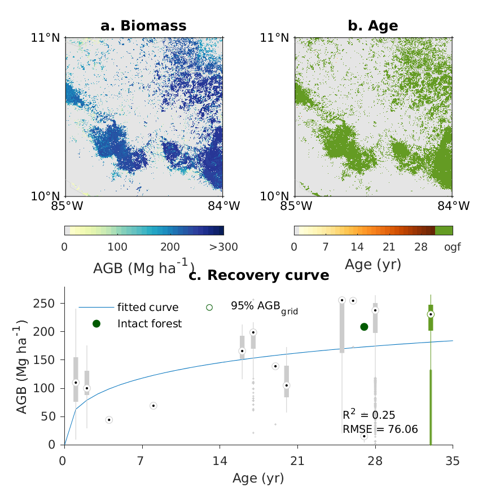 a. Biomass
b. Age
11°N
10°N
85°W
84°W
11°N
10°N
85°W
84°W
0
100
200
>300
AGB (Mg ha-1)
0
7
14
21
28
ogf
Age (yr)
c. Recovery curve
AGB (Mg ha-1)
250
200
150
100
50
0
fitted curve
95% AGBgrid
Intact forest
R2 = 0.25
RMSE = 76.06
0
7
14
21
28
35
Age (yr)